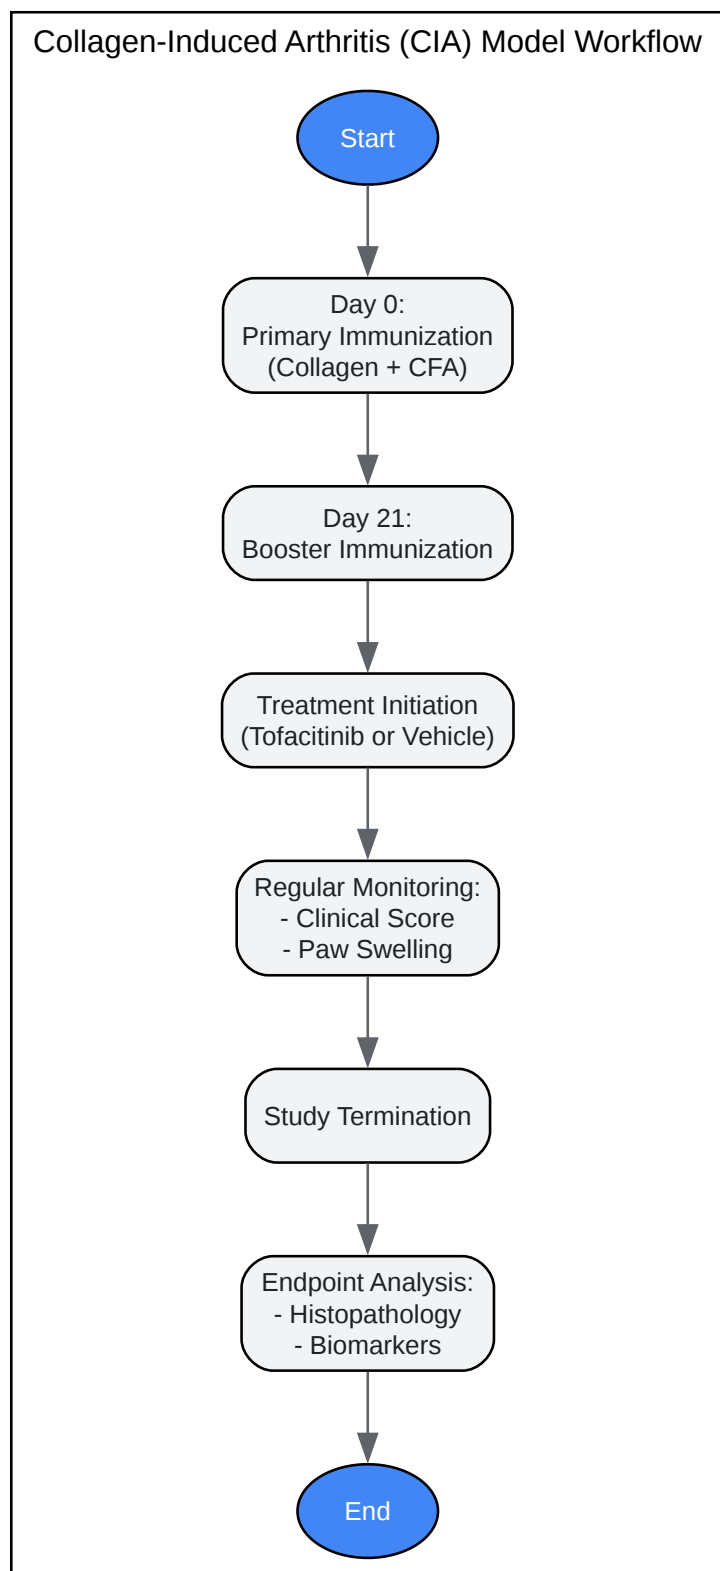 Collagen-Induced Arthritis (CIA) Model Workflow
Start
Day 0:
Primary Immunization
(Collagen + CFA)
Day 21:
Booster Immunization
Treatment Initiation
(Tofacitinib or Vehicle)
Regular Monitoring:
- Clinical Score
- Paw Swelling
Study Termination
Endpoint Analysis:
- Histopathology
- Biomarkers
End